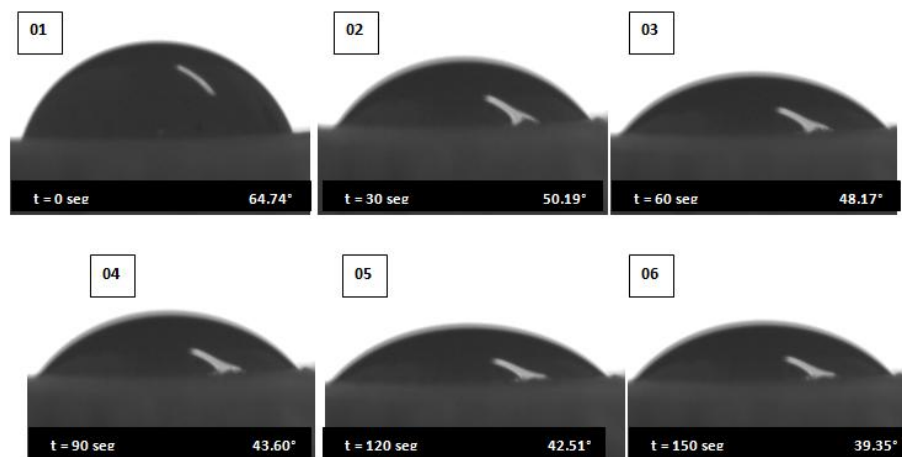 01
02
03
t = 0 seg 64.74°
t = 30 seg 50.19°
t = 60 seg 48.17°
04
05
06
t = 90 seg 43.60°
t = 120 seg 42.51°
t = 150 seg 39.35°